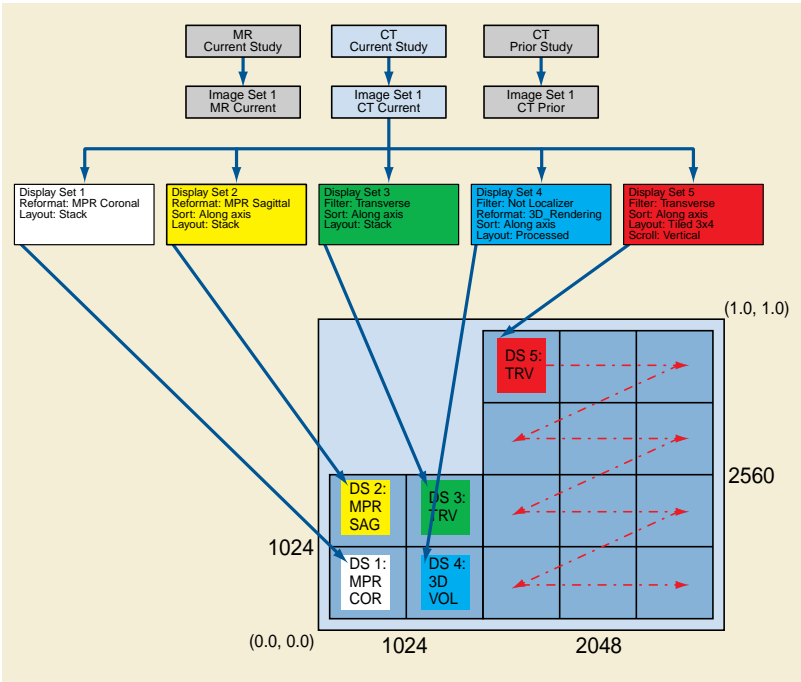 MR
Current Study
CT
Current Study
CT
Prior Study
Image Set 1
MR Current
Image Set 1
CT Current
Image Set 1
CT Prior
Display Set 1
Reformat: MPR Coronal
Layout: Stack
Display Set 2
Reformat: MPR Sagittal
Sort: Along axis
Layout: Stack
Display Set 3
Filter: Transverse
Sort: Along axis
Layout: Stack
Display Set 4
Filter: Not Localizer
Reformat: 3D_Rendering
Sort: Along axis
Layout: Processed
Display Set 5
Filter: Transverse
Sort: Along axis
Layout: Tiled 3x4
Scroll: Vertical
(1.0, 1.0)
DS 5:
TRV
DS 2:
MPR
SAG
DS 3:
TRV
2560
1024
DS 1:
MPR
COR
DS 4:
3D
VOL
(0.0, 0.0)
1024
2048